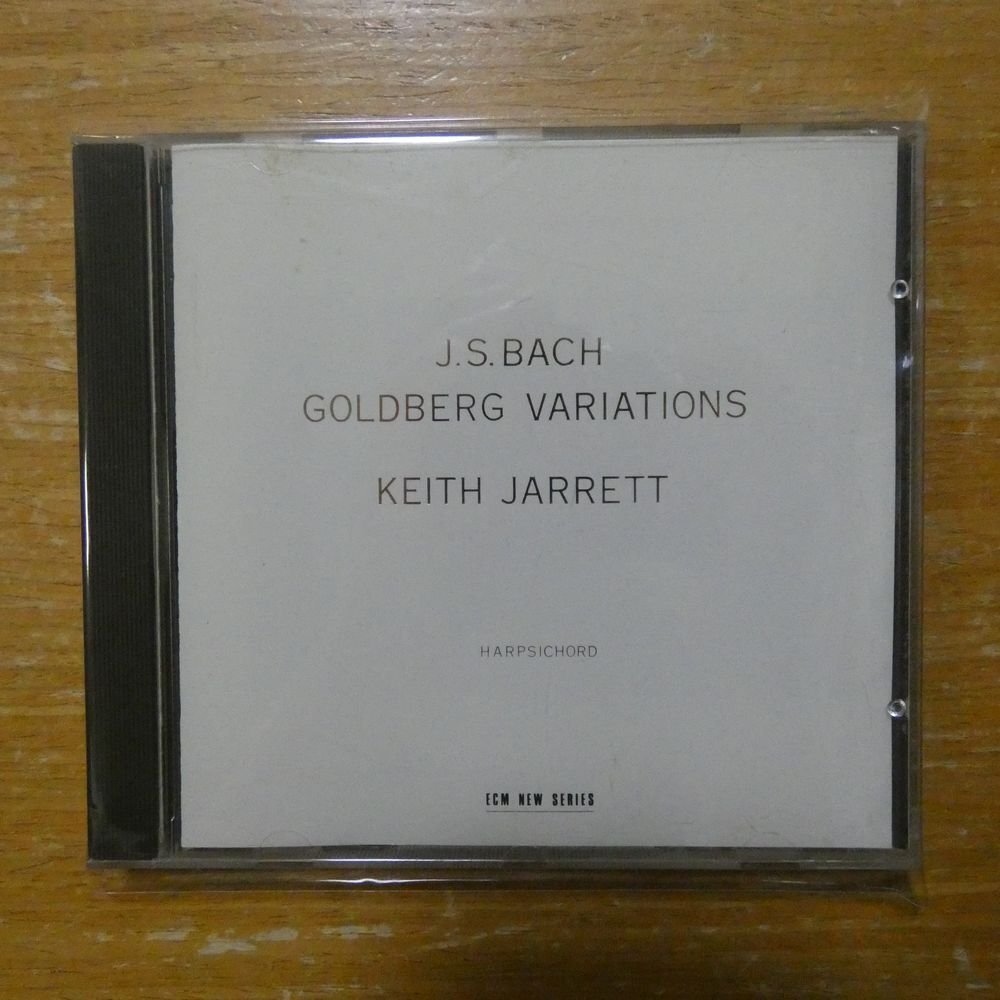 J.S. BACH
GOLDBERG VARIATIONS
KEITH JARRETT
HARPSICHORD
ECM NEW SERIES